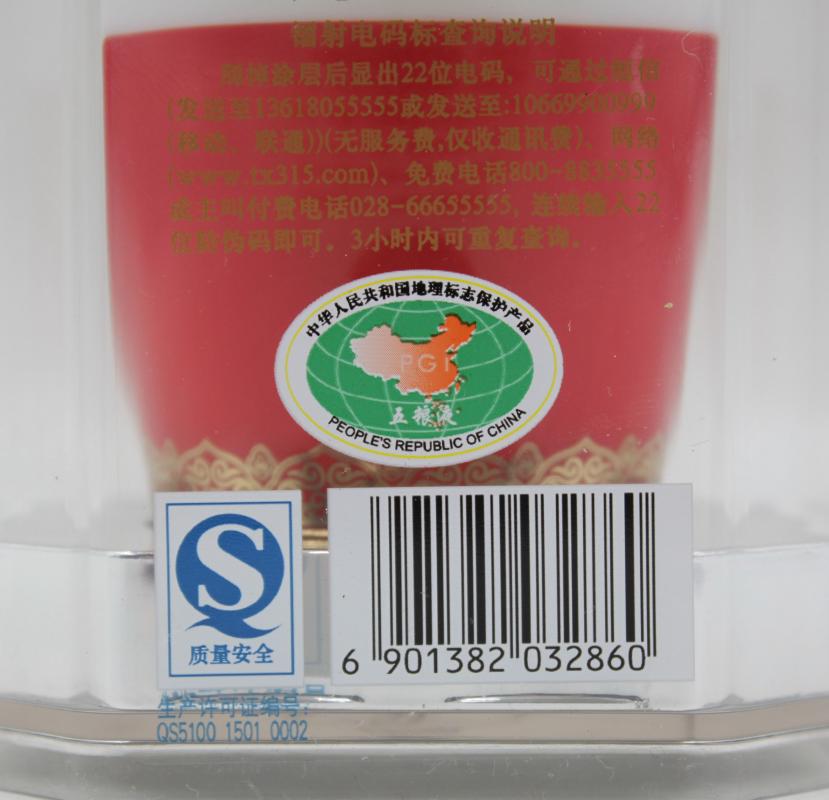 辐射电码标查询说明
刮掉涂层后显出22位电码，可通过短信
(发送至13618055555或发送至:10669900999
(移动、联通))(无服务费,仅收通讯费)、网络
(www.tx315.com)、免费电话800-8835555
或主叫付费电话028-66655555, 连续输入22
位防伪码即可。3小时内可重复查询。
中华人民共和国地理标志保护产品
PGI
五粮液
PEOPLE'S REPUBLIC OF CHINA
质量安全
6 901382 032860
生产许可证编号:
QS5100 1501 0002